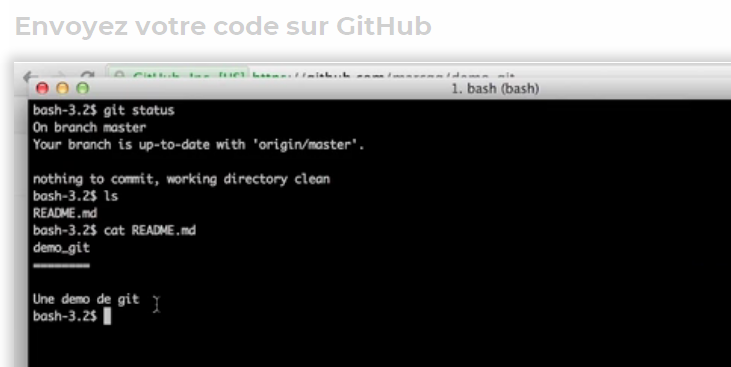 Envoyez votre code sur GitHub
GitHub, Inc. [US] https://github.com/
1. bash (bash)
bash-3.2$ git status
On branch master
Your branch is up-to-date with 'origin/master'.
nothing to commit, working directory clean
bash-3.2$ ls
README.md
bash-3.2$ cat README.md
demo_git
========
Une demo de git
bash-3.2$